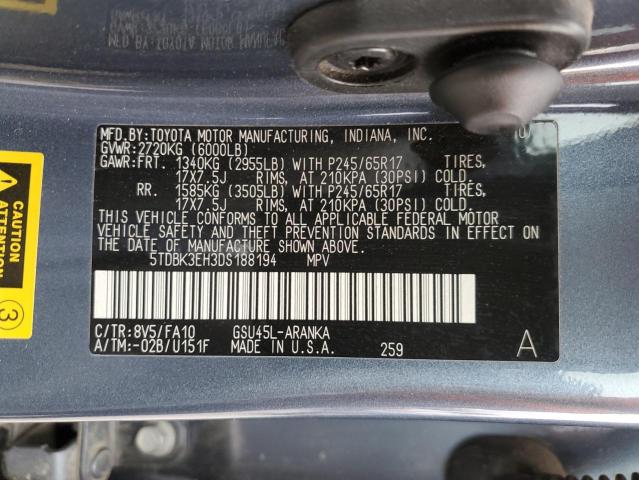 MFD.BY:TOYOTA MOTOR MANUFACTURING, INDIANA, INC.
GVWR:2720KG (6000LB)
GAWR:FRT. 1340KG (2955LB) WITH P245/65R17 TIRES,
17X7.5J RIMS, AT 210KPA (30PSI) COLD.
RR. 1585KG (3505LB) WITH P245/65R17 TIRES,
17X7.5J RIMS, AT 210KPA (30PSI) COLD.
THIS VEHICLE CONFORMS TO ALL APPLICABLE FEDERAL MOTOR
VEHICLE SAFETY AND THEFT PREVENTION STANDARDS IN EFFECT ON
THE DATE OF MANUFACTURE SHOWN ABOVE.
5TDBK3EH3DS188194 MPV
C/TR:8V5/FA10 GSU45L-ARANKA
A/TM:-02B/U151F MADE IN U.S.A. 259 A
CAUTION
ATTENTION
3